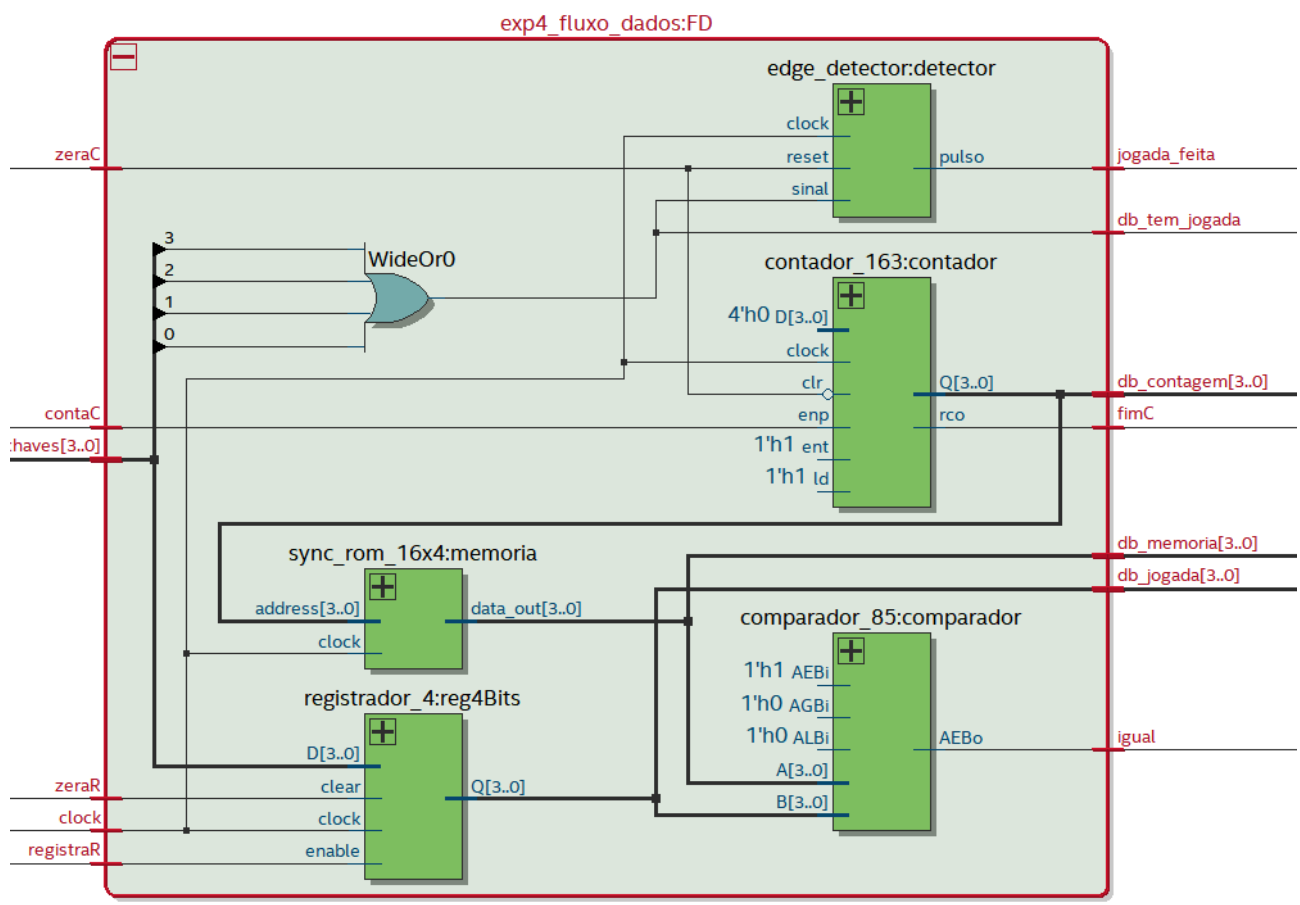 exp4_fluxo_dados:FD
edge_detector:detector
clock
zeraC
reset
pulso
jogada_feita
sinal
db_tem_jogada
3
2
1
0
WideOr0
contador_163:contador
4'h0 D[3..0]
clock
clr
Q[3..0]
db_contagem[3..0]
contaC
enp
rco
fimC
:haves[3..0]
1'h1 ent
1'h1 ld
sync_rom_16x4:memoria
db_memoria[3..0]
db_jogada[3..0]
address[3..0]
data_out[3..0]
clock
comparador_85:comparador
1'h1 AEBi
registrador_4:reg4Bits
1'h0 AGBi
1'h0 ALBi
AEBo
igual
D[3..0]
A[3..0]
zeraR
clear
Q[3..0]
B[3..0]
clock
clock
registraR
enable